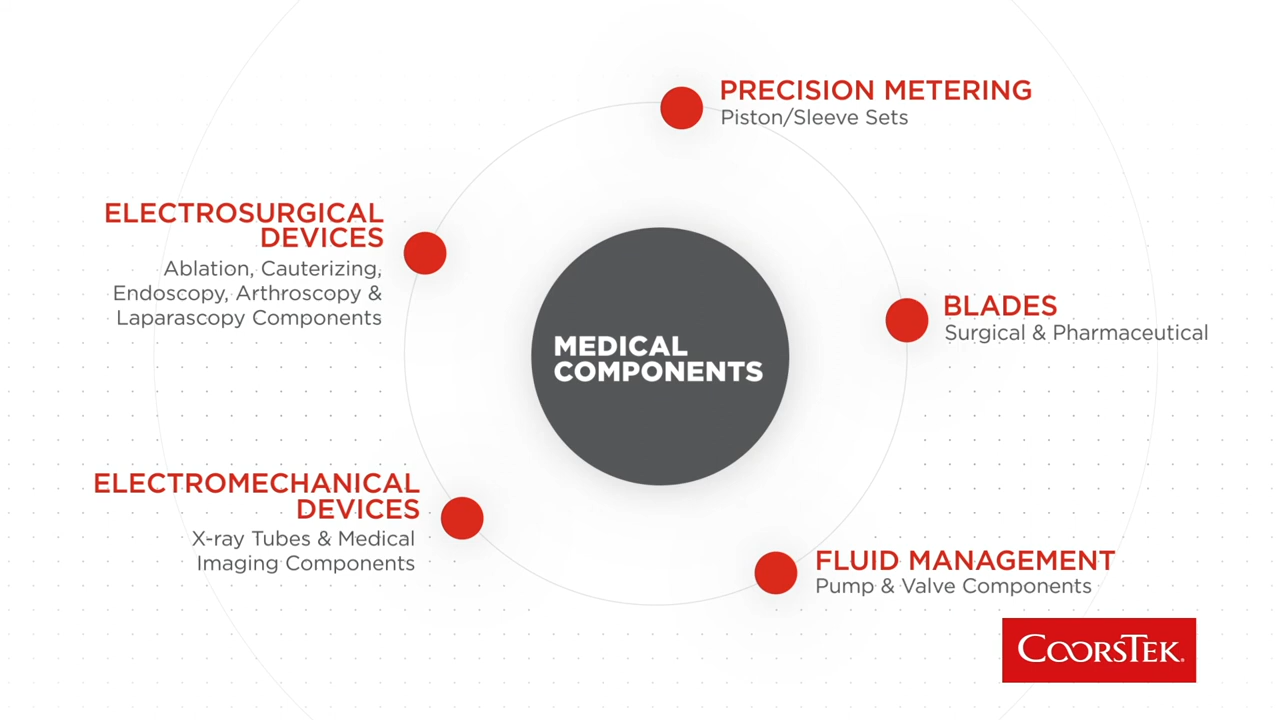 PRECISION METERING
Piston/Sleeve Sets
ELECTROSURGICAL
DEVICES
Ablation, Cauterizing,
Endoscopy, Arthroscopy &
Laparascopy Components
BLADES
Surgical & Pharmaceutical
MEDICAL
COMPONENTS
ELECTROMECHANICAL
DEVICES
X-ray Tubes & Medical
Imaging Components
FLUID MANAGEMENT
Pump & Valve Components
COORSTEK